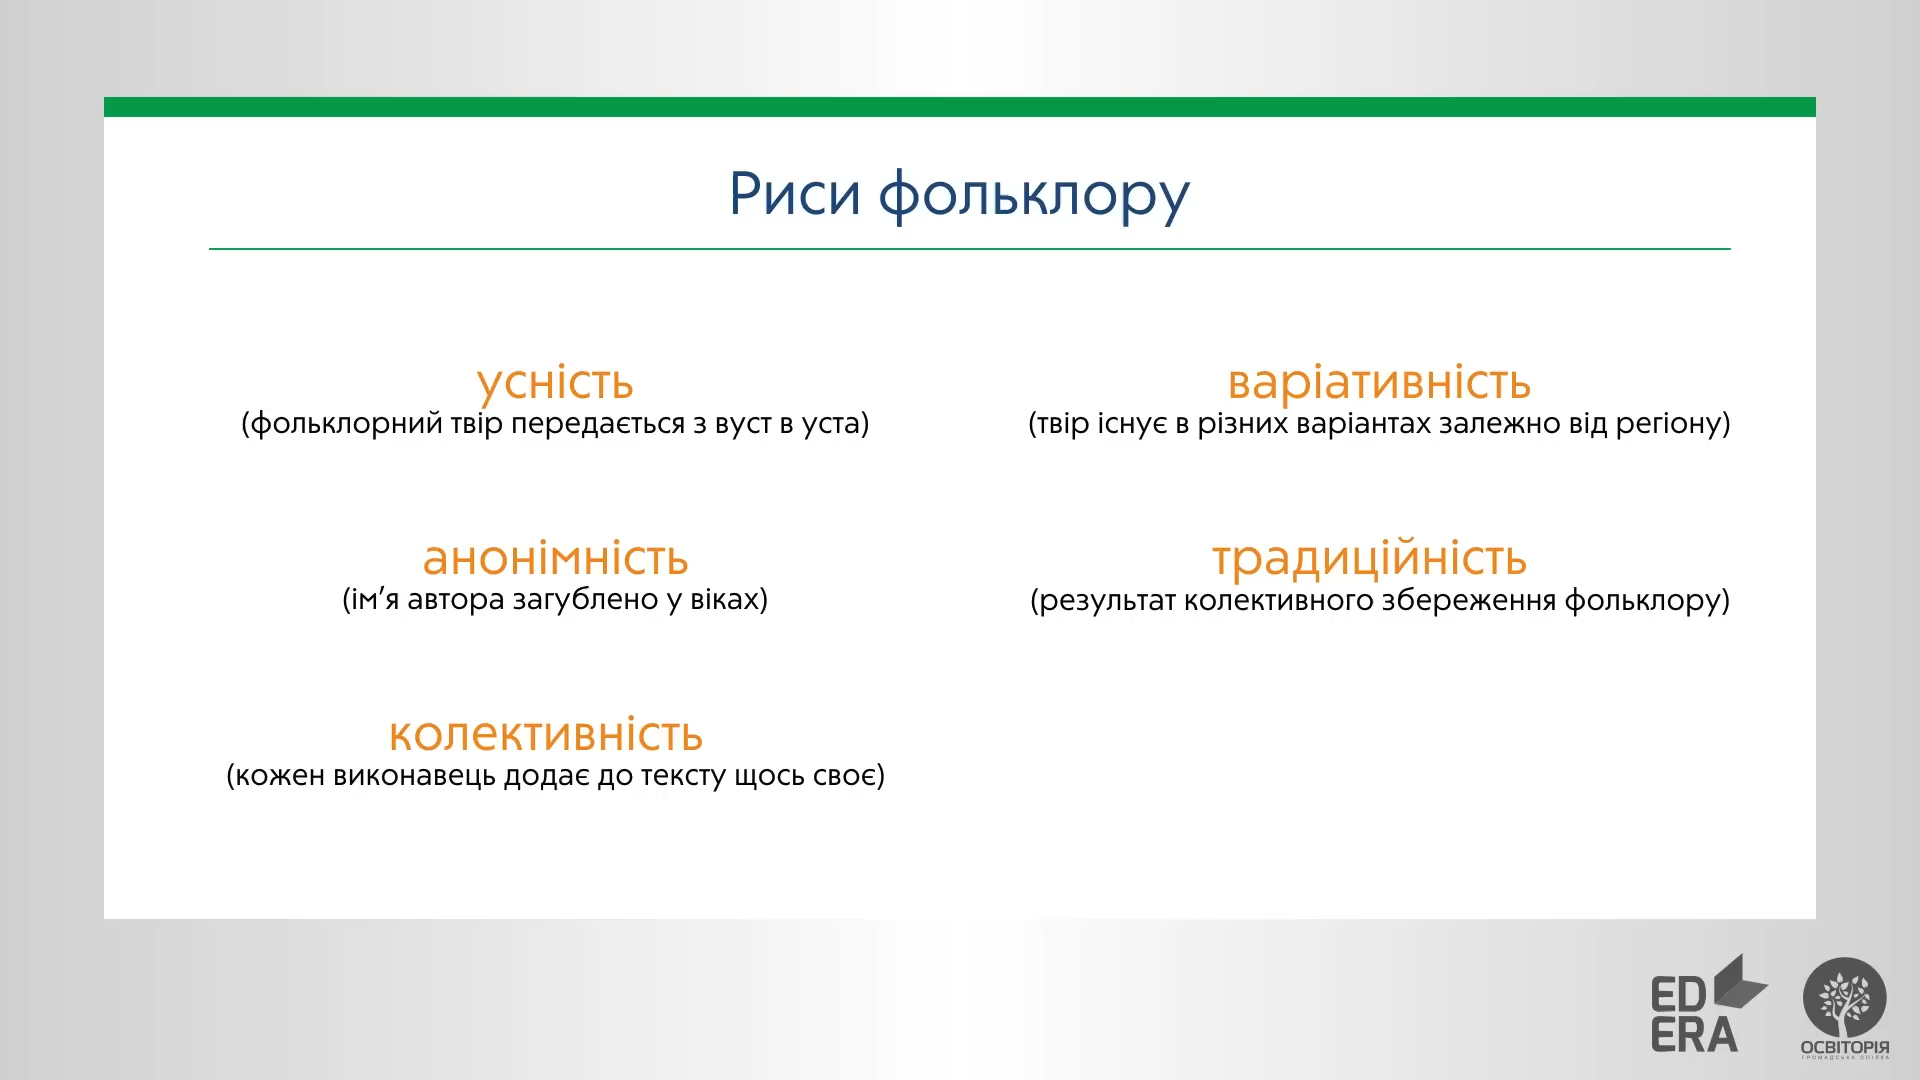 Риси фольклору
усність
(фольклорний твір передається з вуст в уста)
варіативність
(твір існує в різних варіантах залежно від регіону)
анонімність
(ім’я автора загублено у віках)
традиційність
(результат колективного збереження фольклору)
колективність
(кожен виконавець додає до тексту щось своє)
ED
ERA
ОСВІТОРІЯ
ГРОМАДСЬКА СПІЛКА